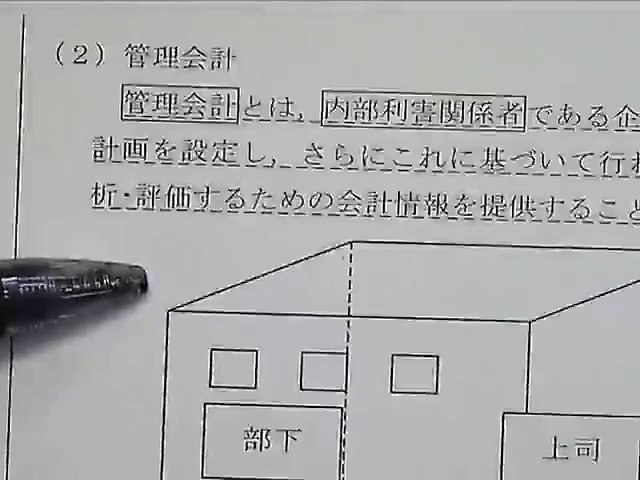 (2) 管理会計
管理会計とは,内部利害関係者である企
計画を設定し,さらにこれに基づいて行
析・評価するための会計情報を提供するこ
部下
上司